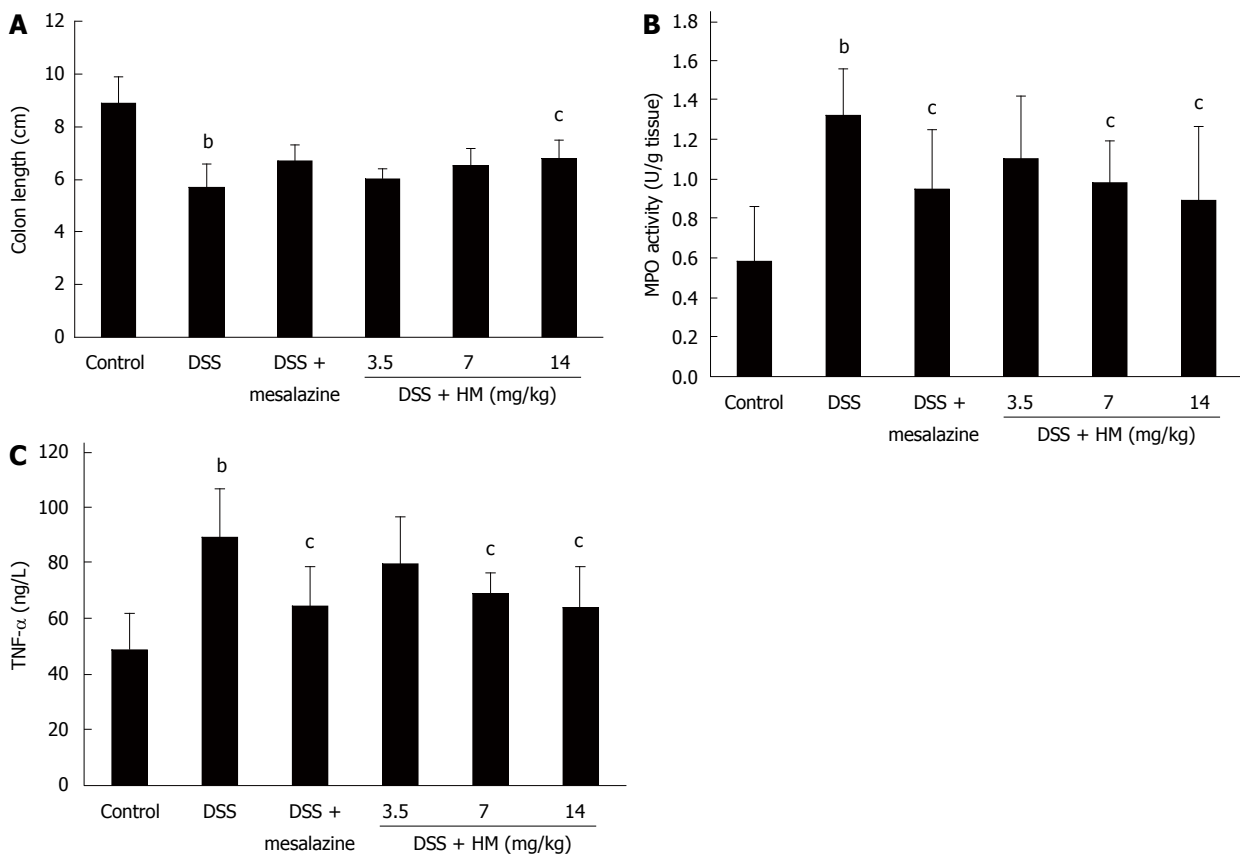 A
Colon length (cm)
12
10
8
6
4
2
0
b
c
Control DSS DSS + 3.5 7 14
mesalazine DSS + HM (mg/kg)
B
MPO activity (U/g tissue)
1.8
1.6
1.4
1.2
1.0
0.8
0.6
0.4
0.2
0.0
b
c
c
c
Control DSS DSS + 3.5 7 14
mesalazine DSS + HM (mg/kg)
C
TNF-α (ng/L)
120
100
80
60
40
20
0
b
c
c
c
Control DSS DSS + 3.5 7 14
mesalazine DSS + HM (mg/kg)